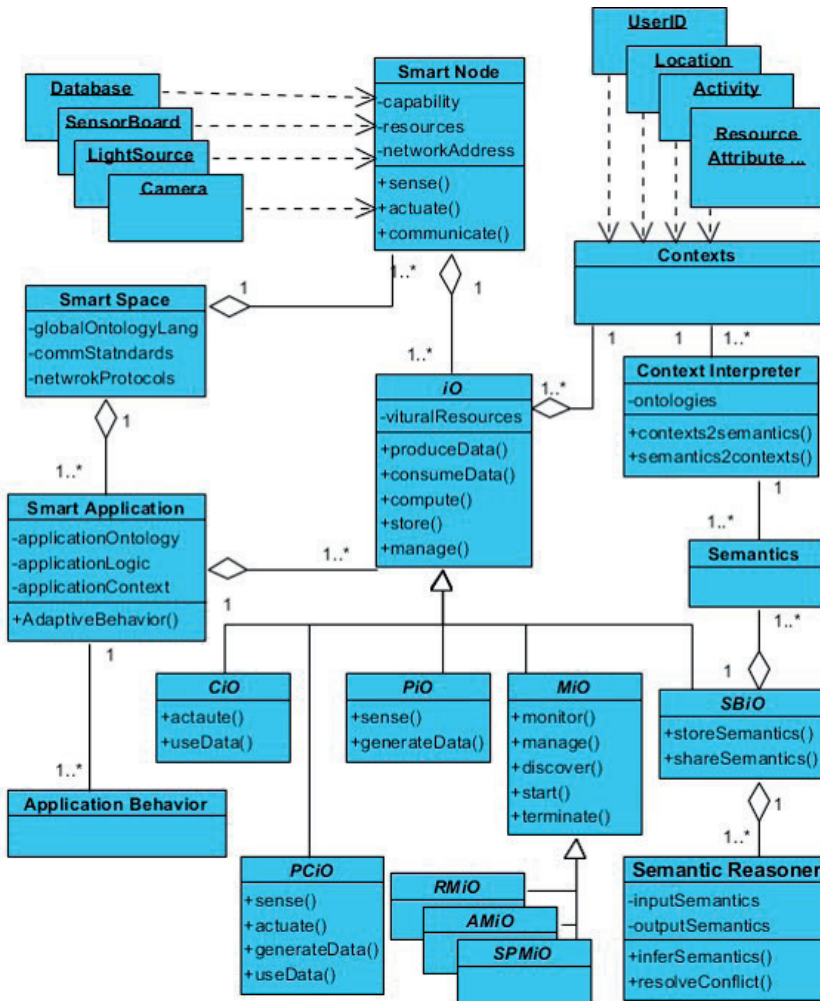 Database
SensorBoard
LightSource
Camera
Smart Node
-capability
-resources
-networkAddress
+sense()
+actuate()
+communicate()
UserID
Location
Activity
Resource
Attribute ...
Contexts
1..*
1
1
1
1
1..*
Smart Space
-globalOntologyLang
-commStatndards
-netwrokProtocols
1
1..*
1..*
iO
-vituralResources
+produceData()
+consumeData()
+compute()
+store()
+manage()
1..*
Context Interpreter
-ontologies
+contexts2semantics()
+semantics2contexts()
1
1..*
Smart Application
-applicationOntology
-applicationLogic
-applicationContext
+AdaptiveBehavior()
1..*
1
1
Semantics
1..*
1
CiO
+actaute()
+useData()
PiO
+sense()
+generateData()
MiO
+monitor()
+manage()
+discover()
+start()
+terminate()
SBiO
+storeSemantics()
+shareSemantics()
1..*
Application Behavior
1
1..*
PCiO
+sense()
+actuate()
+generateData()
+useData()
RMiO
AMiO
SPMiO
Semantic Reasoner
-inputSemantics
-outputSemantics
+inferSemantics()
+resolveConflict()